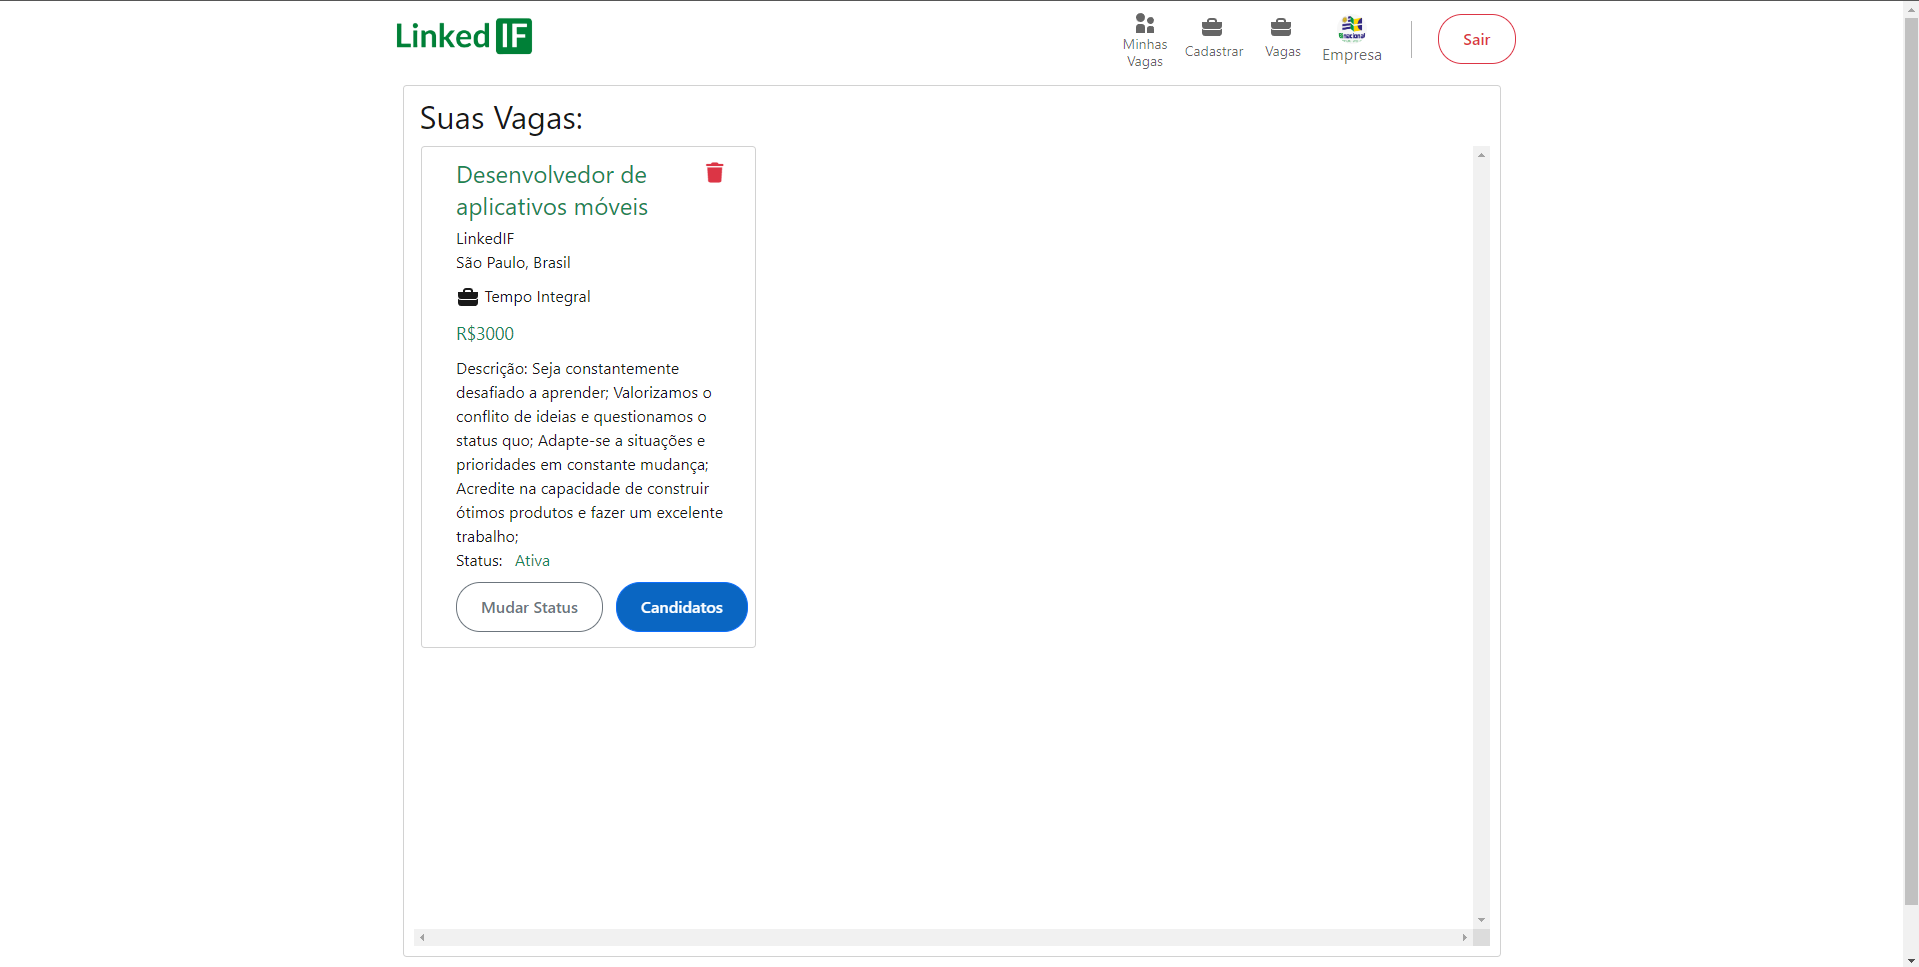 Linked IF
Minhas
Vagas
Cadastrar
Vagas
Empresa
Sair
Suas Vagas:
Desenvolvedor de
aplicativos móveis
LinkedIF
São Paulo, Brasil
Tempo Integral
R$3000
Descrição: Seja constantemente
desafiado a aprender; Valorizamos o
conflito de ideias e questionamos o
status quo; Adapte-se a situações e
prioridades em constante mudança;
Acredite na capacidade de construir
ótimos produtos e fazer um excelente
trabalho;
Status: Ativa
Mudar Status
Candidatos